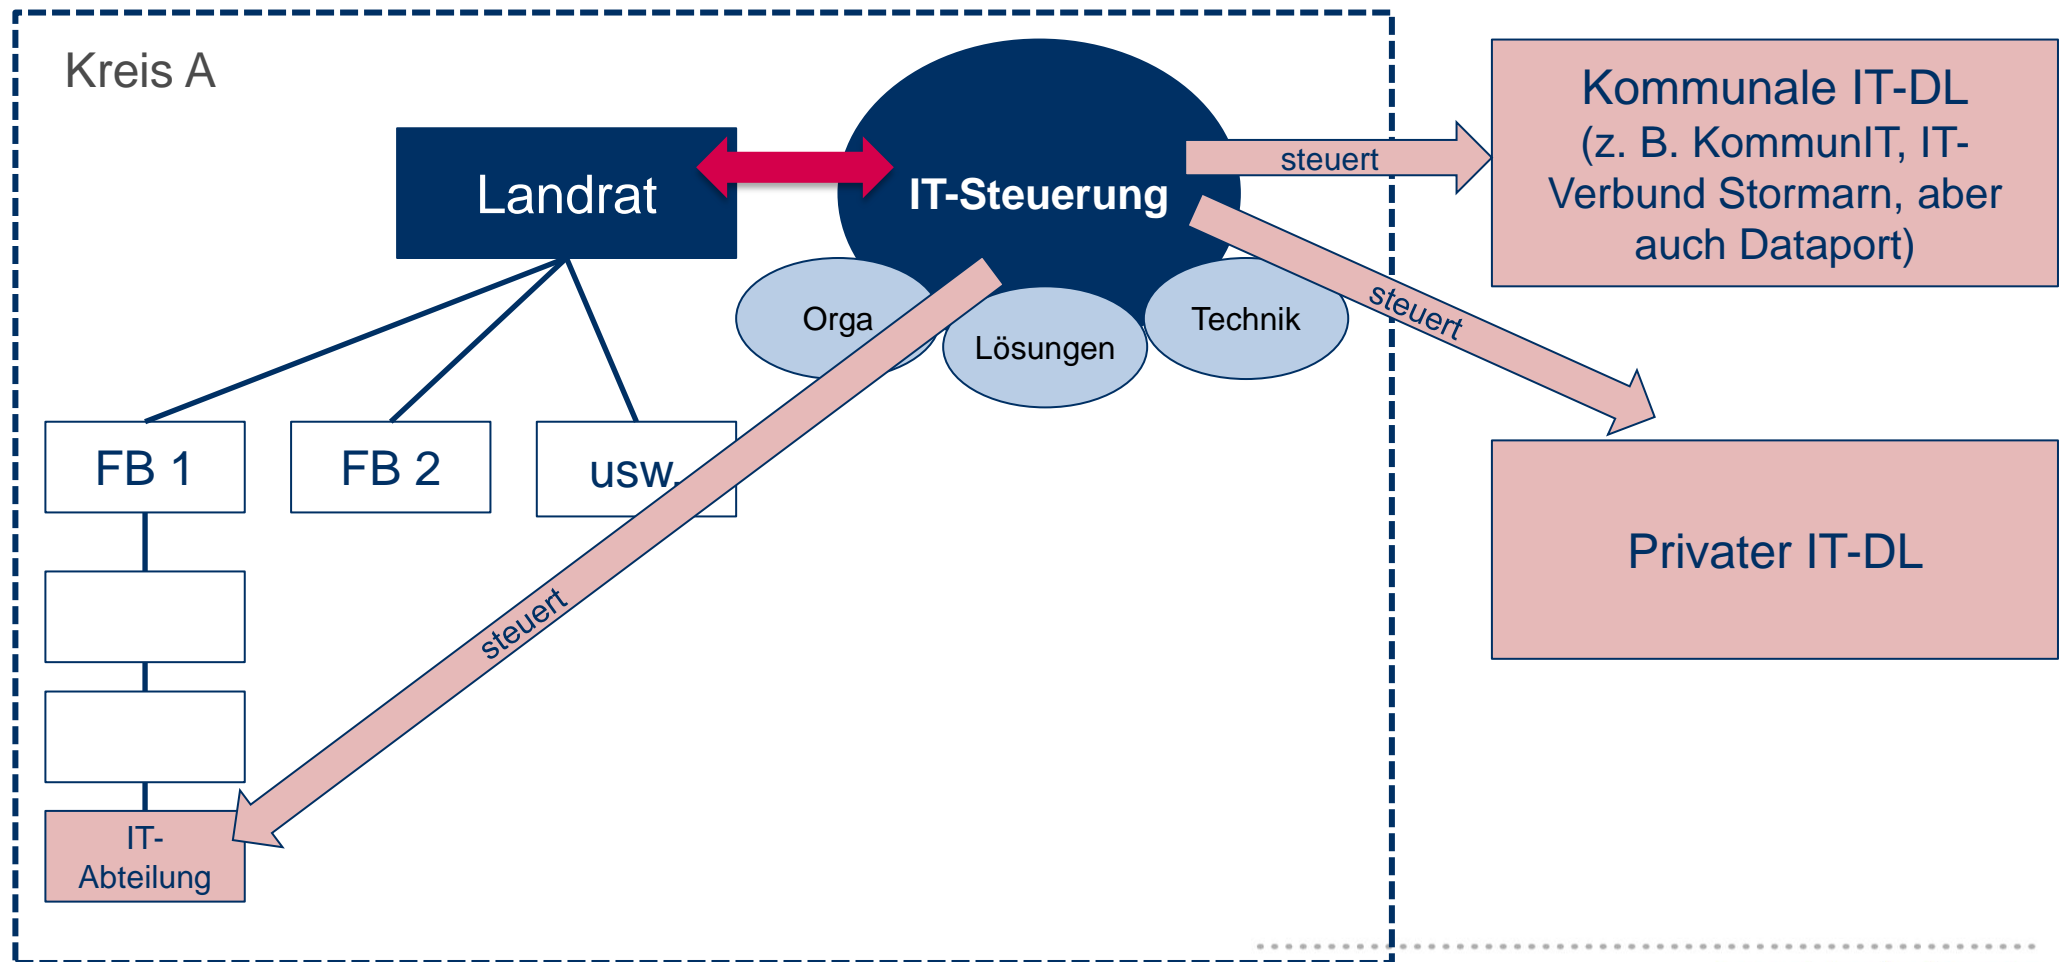 Kreis A
Landrat
IT-Steuerung
steuert
Kommunale IT-DL
(z. B. KommunIT, IT-
Verbund Stormarn, aber
auch Dataport)
Orga
Lösungen
Technik
steuert
FB 1
FB 2
usw.
Privater IT-DL
steuert
IT-
Abteilung